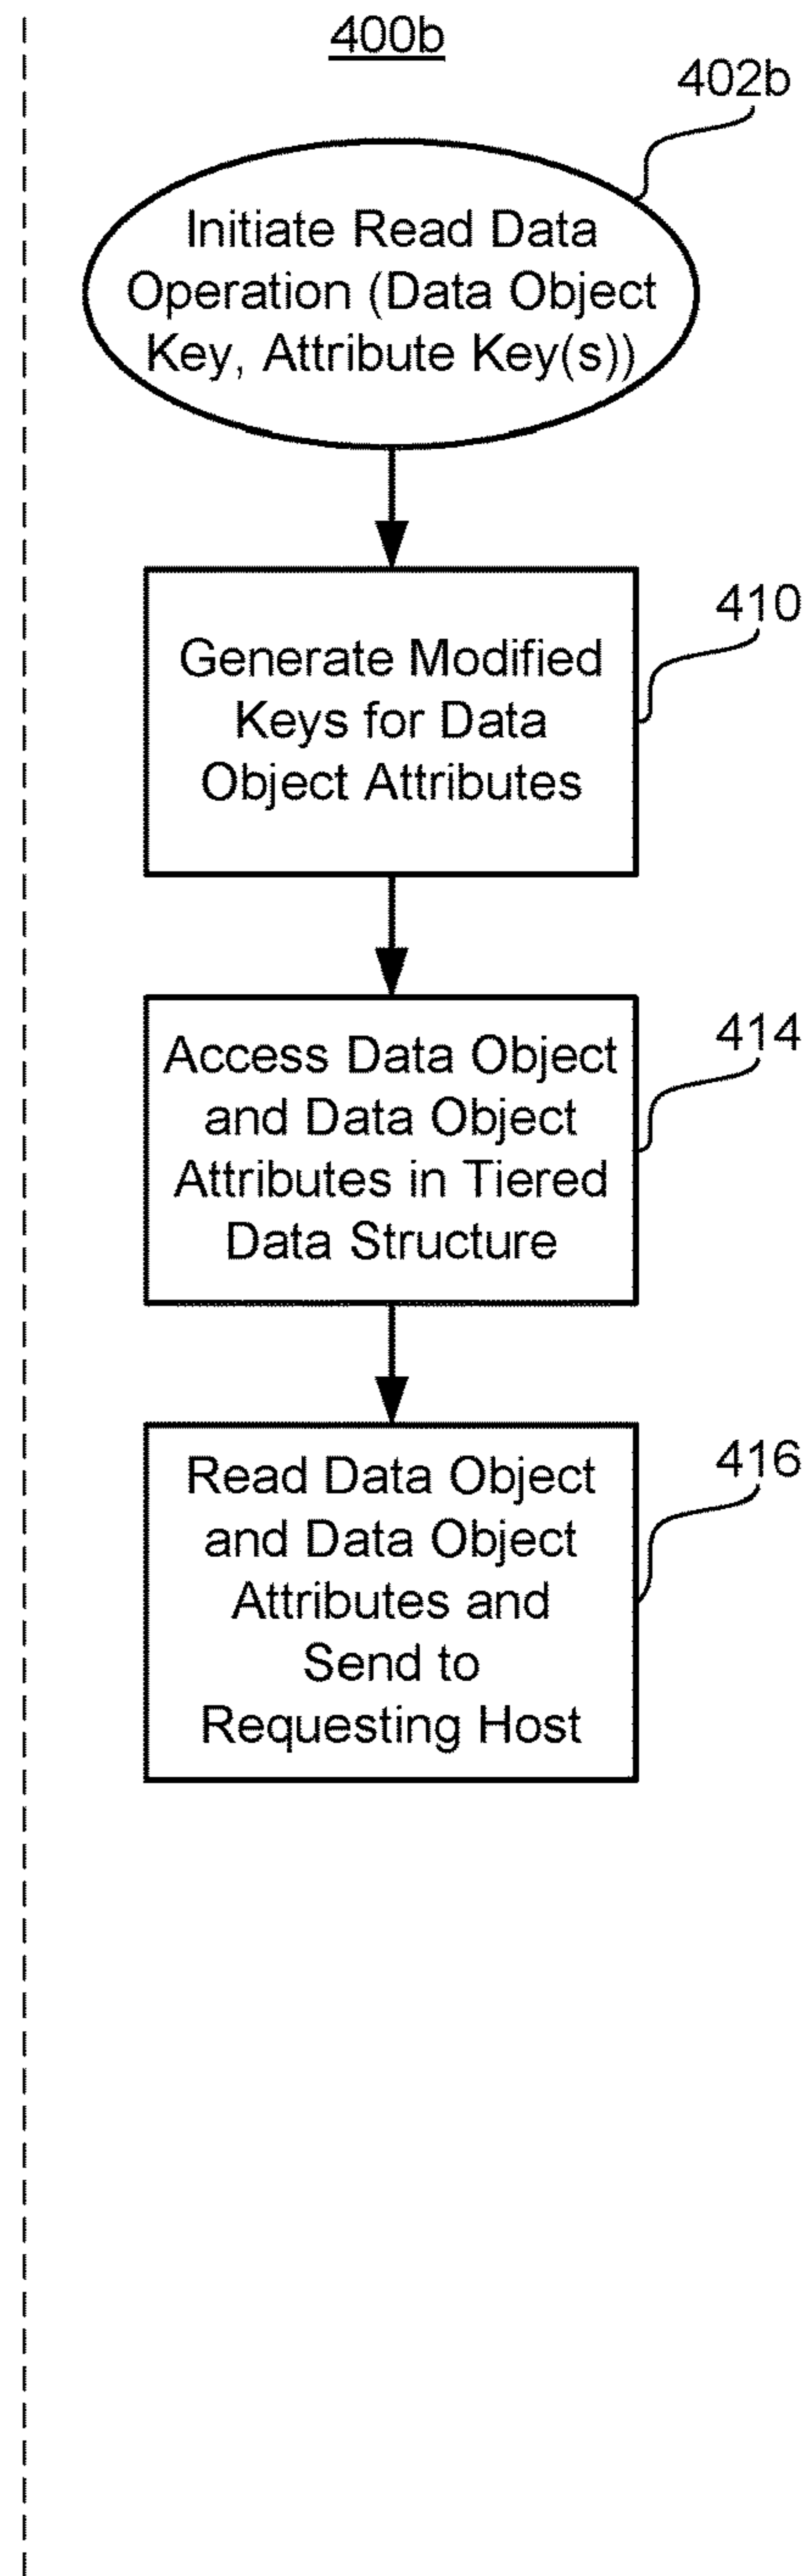 400b
402b
Initiate Read Data
Operation (Data Object
Key, Attribute Key(s))
410
Generate Modified
Keys for Data
Object Attributes
414
Access Data Object
and Data Object
Attributes in Tiered
Data Structure
416
Read Data Object
and Data Object
Attributes and
Send to
Requesting Host